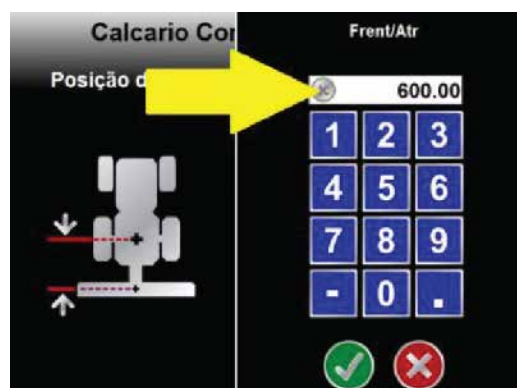 Calcario Cor
Frent/Atr
Posição d
600.00
1 2 3
4 5 6
7 8 9
- 0 .